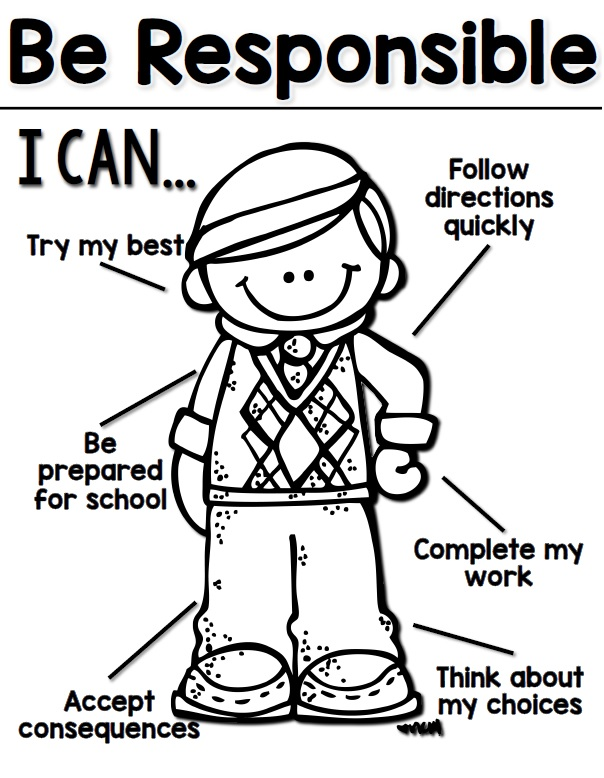 Be Responsible
I CAN...
Follow
directions
quickly
Try my best
Be
prepared
for school
Complete my
work
Think about
my choices
Accept
consequences